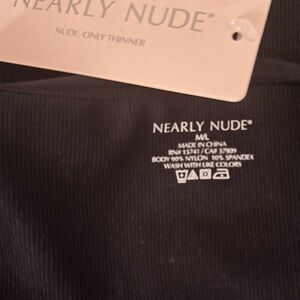 NEARLY NUDE®
NUDE, ONLY THINNER
NEARLY NUDE®
M/L
MADE IN CHINA
RN# 15741 / CA# 37909
BODY 90% NYLON 10% SPANDEX
WASH WITH LIKE COLORS